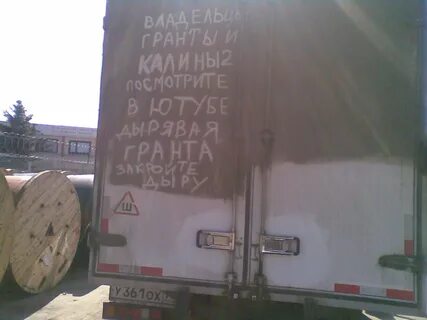 ВЛАДЕЛЬЦЫ
ГРАНТЫ И
КАЛИНЫ2
ПОСМОТРИТЕ
В ЮТУБЕ
ДЫРЯВАЯ
ГРАНТА
ЗАКРОЙТЕ
ДЫРУ
Ш
У361ОХ